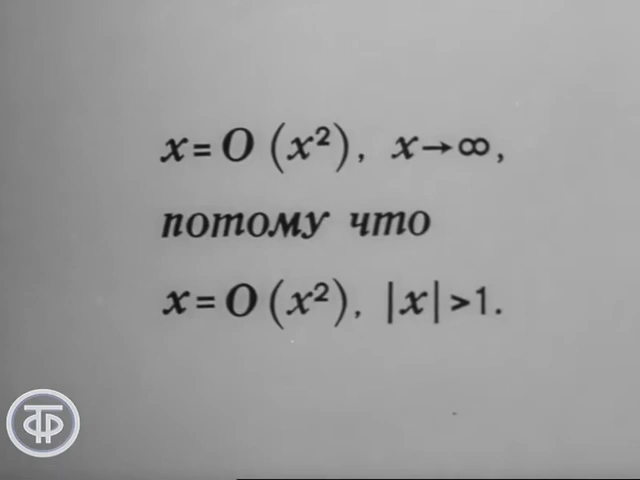 x = O (x²), x→∞,
потому что
x = O (x²), |x| >1.